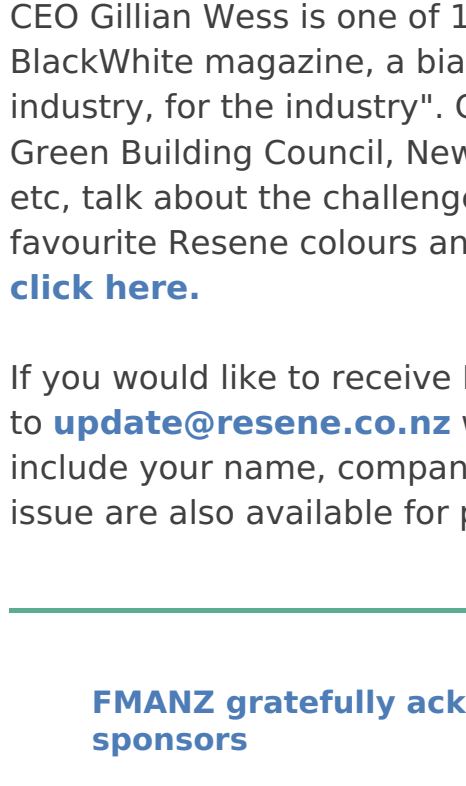 CEO Gillian Wess is one of 1
BlackWhite magazine, a bia
industry, for the industry".
Green Building Council, New
etc, talk about the challenge
favourite Resene colours an
click here.
If you would like to receive
to update@resene.co.nz
include your name, compan
issue are also available for
FMANZ gratefully ack
sponsors